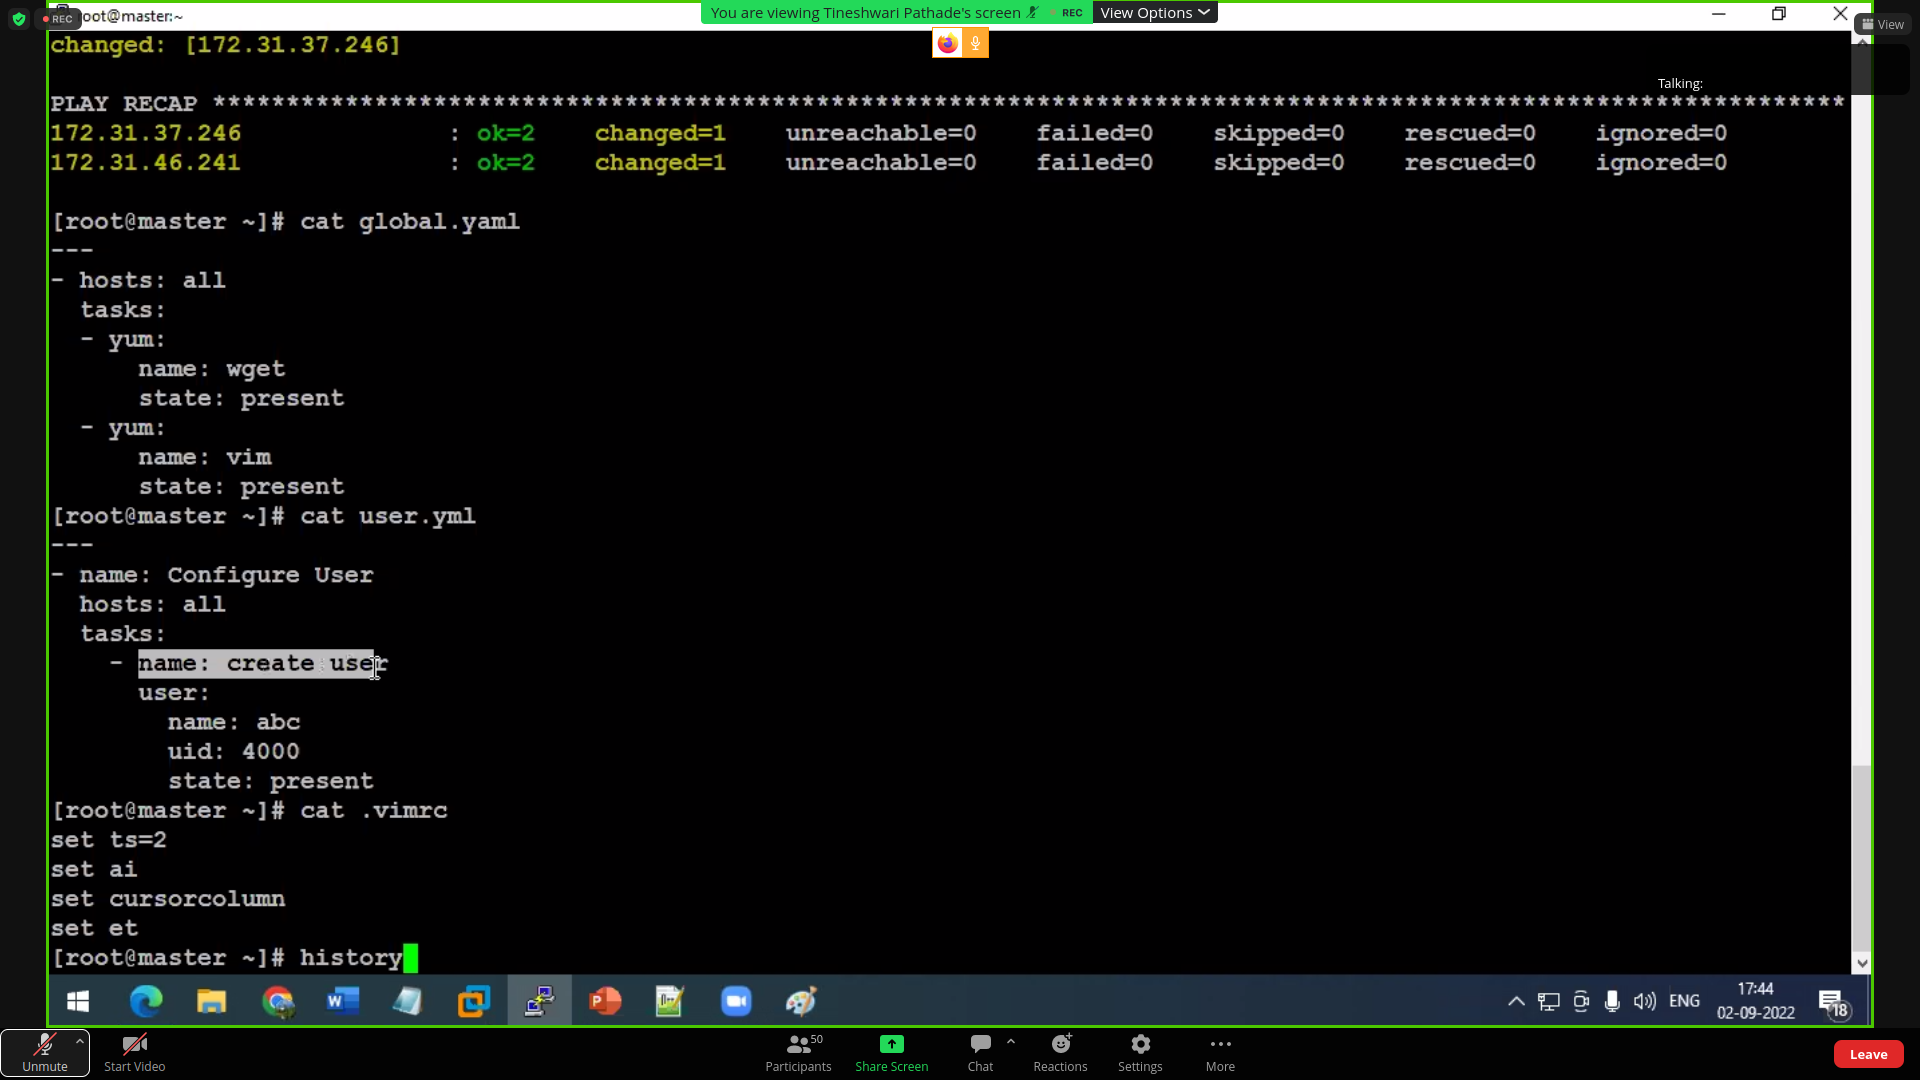 REC
root@master:~
You are viewing Tineshwari Pathade's screen
REC
View Options
View
Talking:
changed: [172.31.37.246]
PLAY RECAP ***************************************************************************************************************
172.31.37.246 : ok=2 changed=1 unreachable=0 failed=0 skipped=0 rescued=0 ignored=0
172.31.46.241 : ok=2 changed=1 unreachable=0 failed=0 skipped=0 rescued=0 ignored=0
[root@master ~]# cat global.yaml
---
- hosts: all
  tasks:
  - yum:
      name: wget
      state: present
  - yum:
      name: vim
      state: present
[root@master ~]# cat user.yml
---
- name: Configure User
  hosts: all
  tasks:
    - name: create user
      user:
        name: abc
        uid: 4000
        state: present
[root@master ~]# cat .vimrc
set ts=2
set ai
set cursorcolumn
set et
[root@master ~]# history
ENG
17:44
02-09-2022
18
Unmute
Start Video
Participants
50
Share Screen
Chat
Reactions
Settings
More
Leave